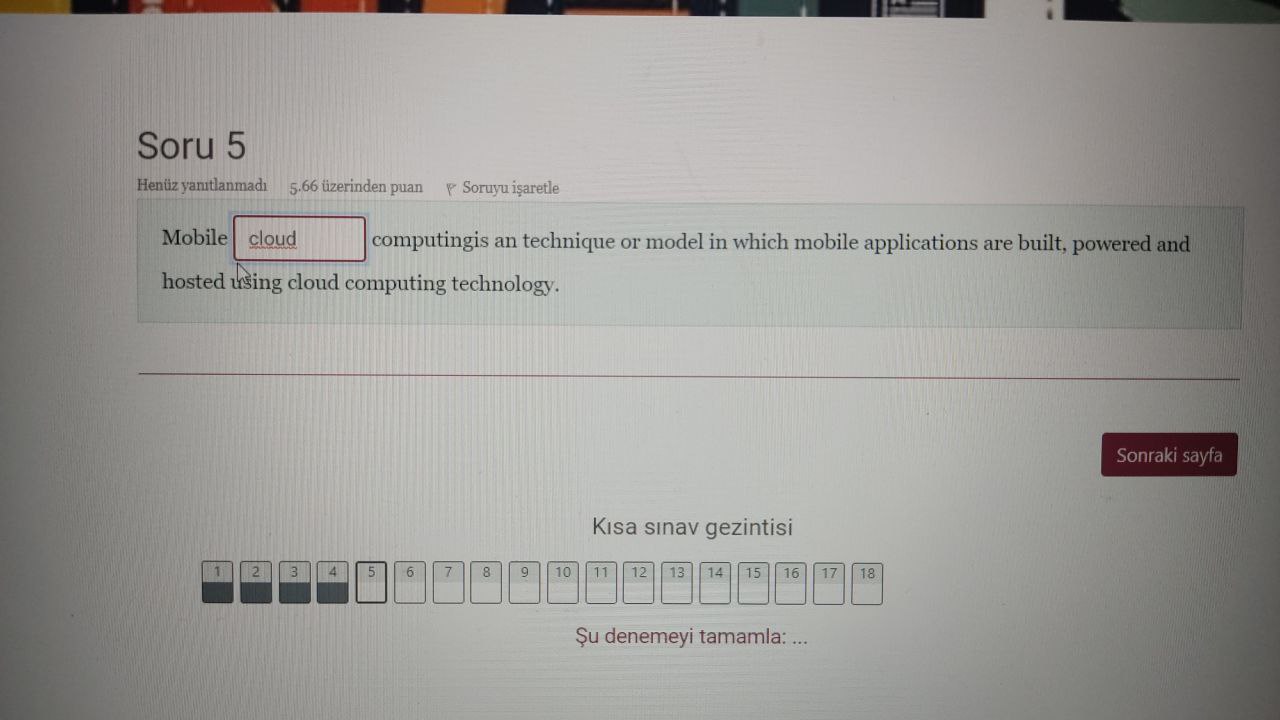 Soru 5
Henüz yanıtlanmadı 5.66 üzerinden puan Soruyu işaretle
Mobile cloud computingis an technique or model in which mobile applications are built, powered and
hosted using cloud computing technology.
Sonraki sayfa
Kısa sınav gezintisi
1 2 3 4 5 6 7 8 9 10 11 12 13 14 15 16 17 18
Şu denemeyi tamamla: ...